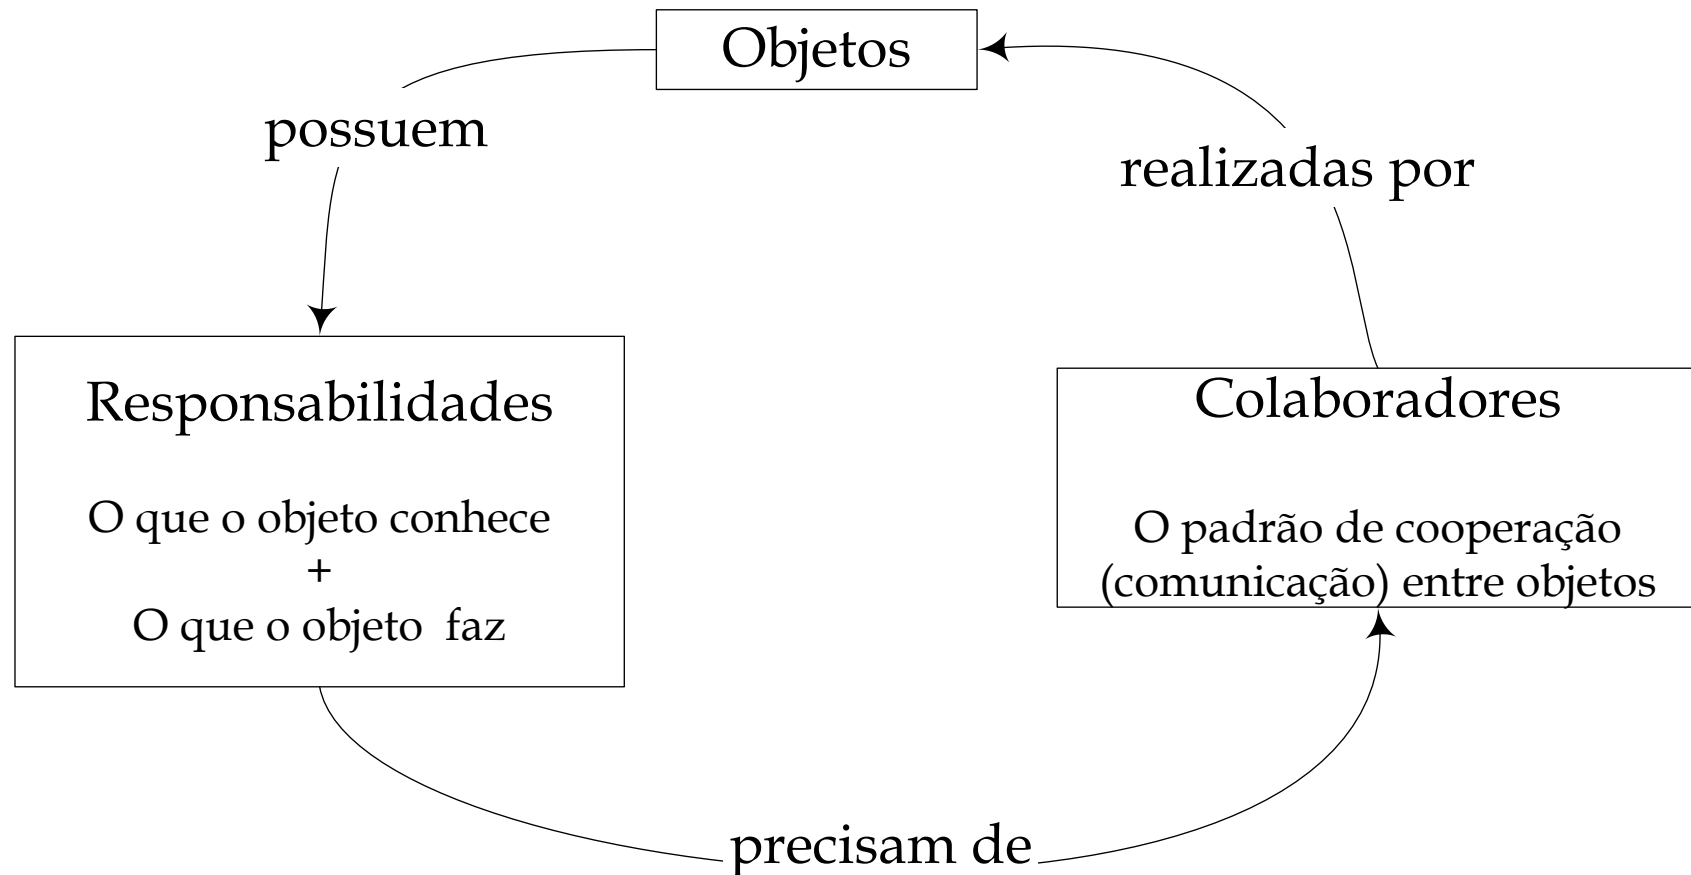 Objetos
possuem
realizadas por
Responsabilidades
O que o objeto conhece
+
O que o objeto faz
Colaboradores
O padrão de cooperação
(comunicação) entre objetos
precisam de